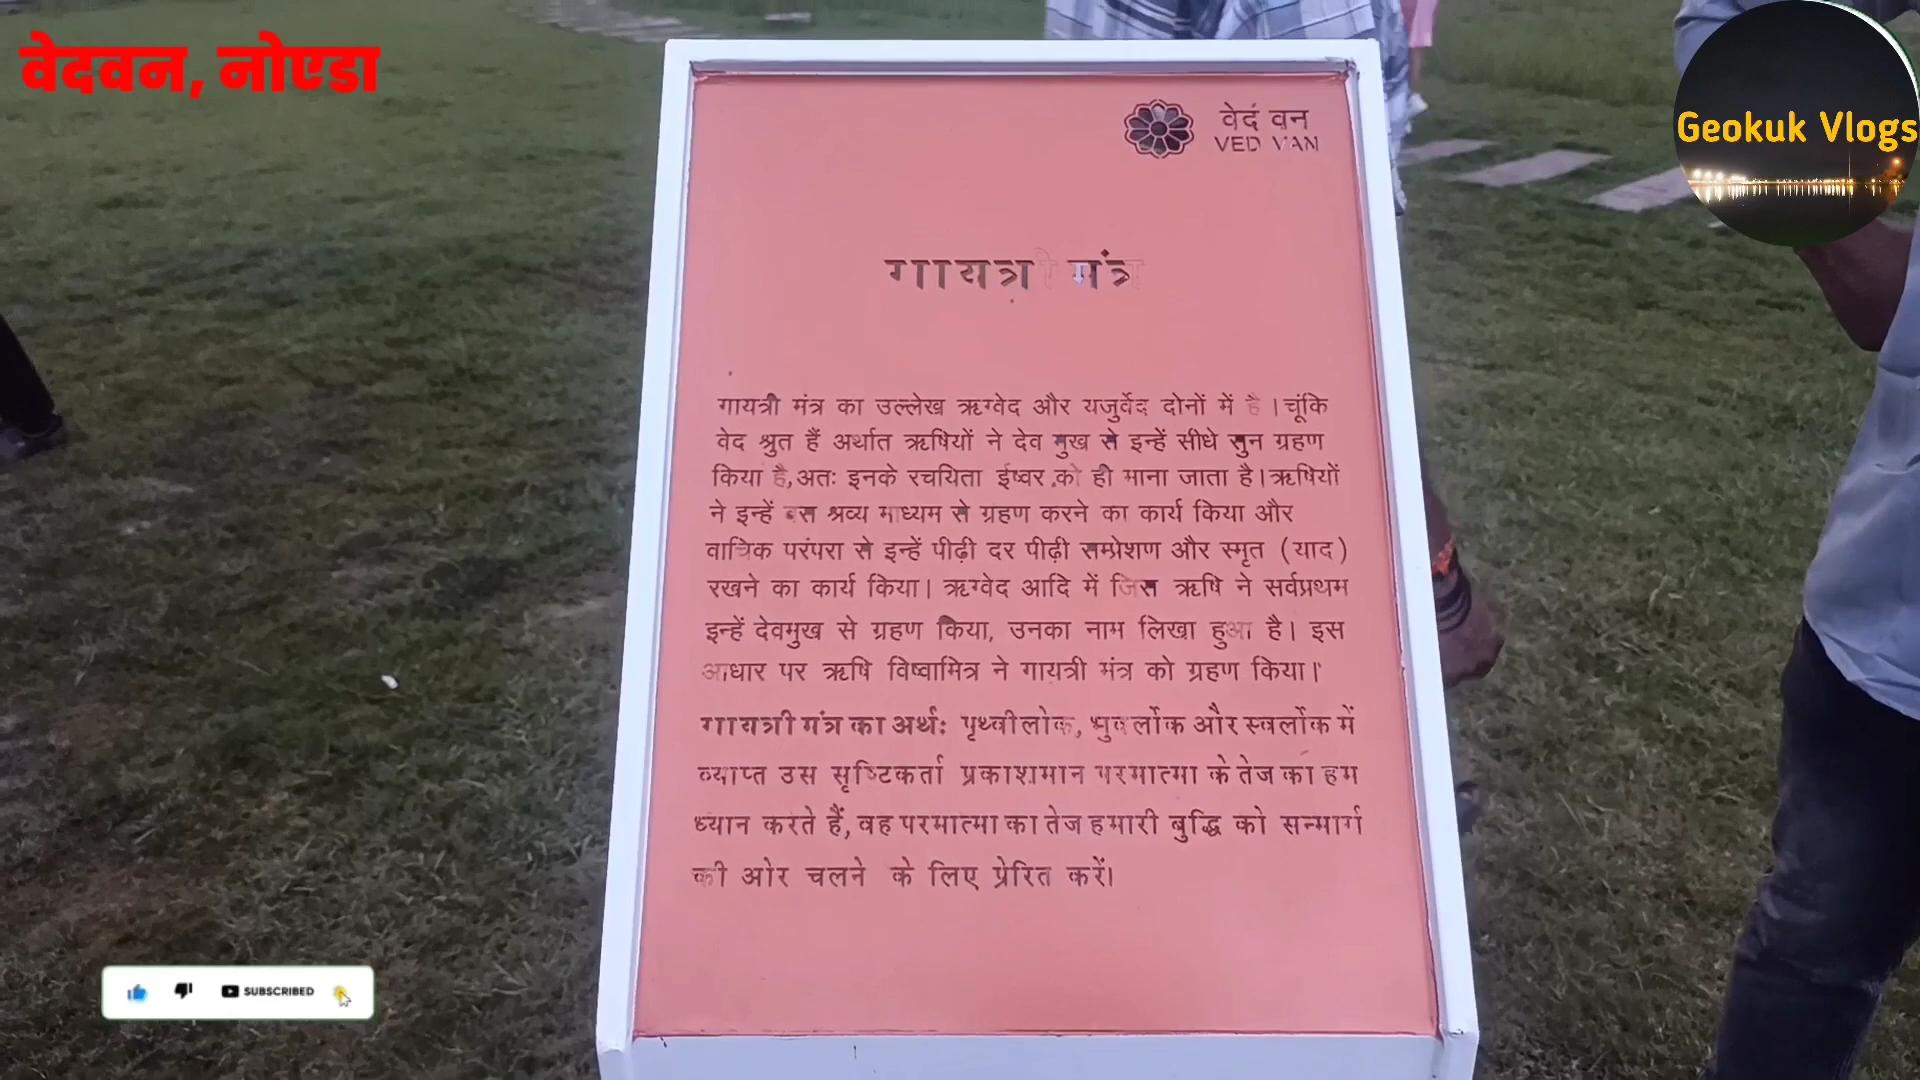 वेदवन, नोएडा
Geokuk Vlogs
वेद वन
VED VAN
गायत्री मंत्र
गायत्री मंत्र का उल्लेख ऋग्वेद और यजुर्वेद दोनों में है। चूंकि
वेद श्रुत हैं अर्थात ऋषियों ने देव मुख से इन्हें सीधे सुन ग्रहण
किया है,अतः इनके रचयिता ईष्वर को ही माना जाता है। ऋषियों
ने इन्हें बस श्रव्य माध्यम से ग्रहण करने का कार्य किया और
वाचिक परंपरा से इन्हें पीढ़ी दर पीढ़ी सम्प्रेशण और स्मृत (याद)
रखने का कार्य किया। ऋग्वेद आदि में जिस ऋषि ने सर्वप्रथम
इन्हें देवमुख से ग्रहण किया, उनका नाम लिखा हुआ है। इस
आधार पर ऋषि विष्वामित्र ने गायत्री मंत्र को ग्रहण किया।
गायत्री मंत्र का अर्थः पृथ्वीलोक, भुवर्लोक और स्वर्लोक में
व्याप्त उस सृष्टिकर्ता प्रकाशमान परमात्मा के तेज का हम
ध्यान करते हैं, वह परमात्मा का तेज हमारी बुद्धि को सन्मार्ग
की ओर चलने के लिए प्रेरित करें।
SUBSCRIBED